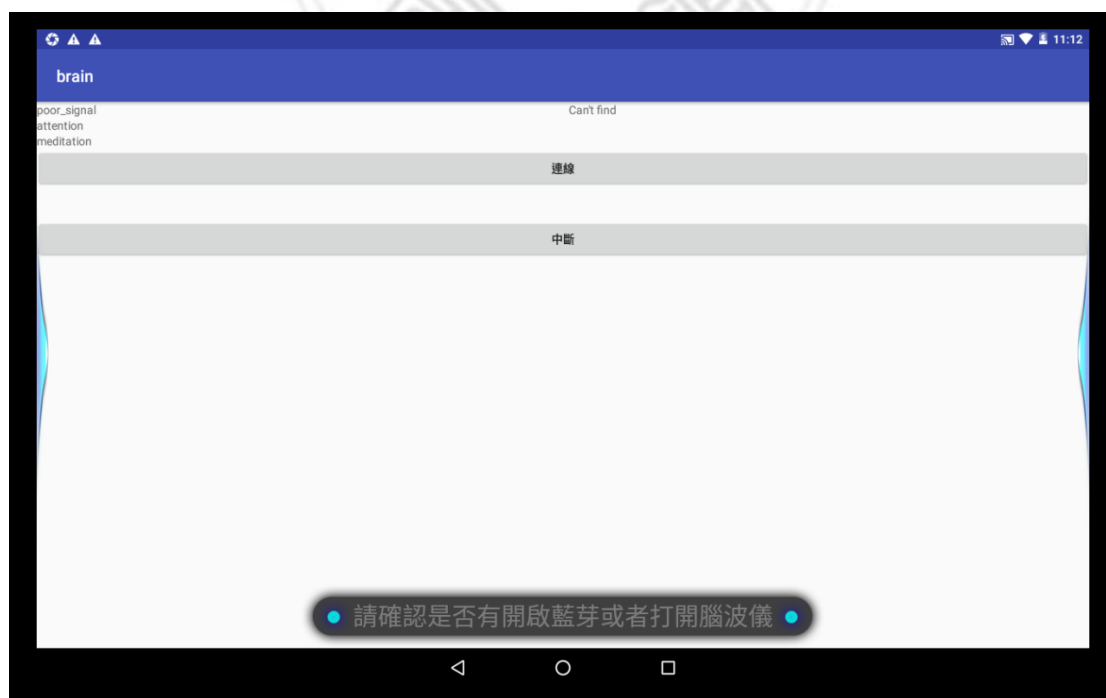 11:12
brain
poor_signal Can't find
attention
meditation
連線
中斷
請確認是否有開啟藍芽或者打開腦波儀